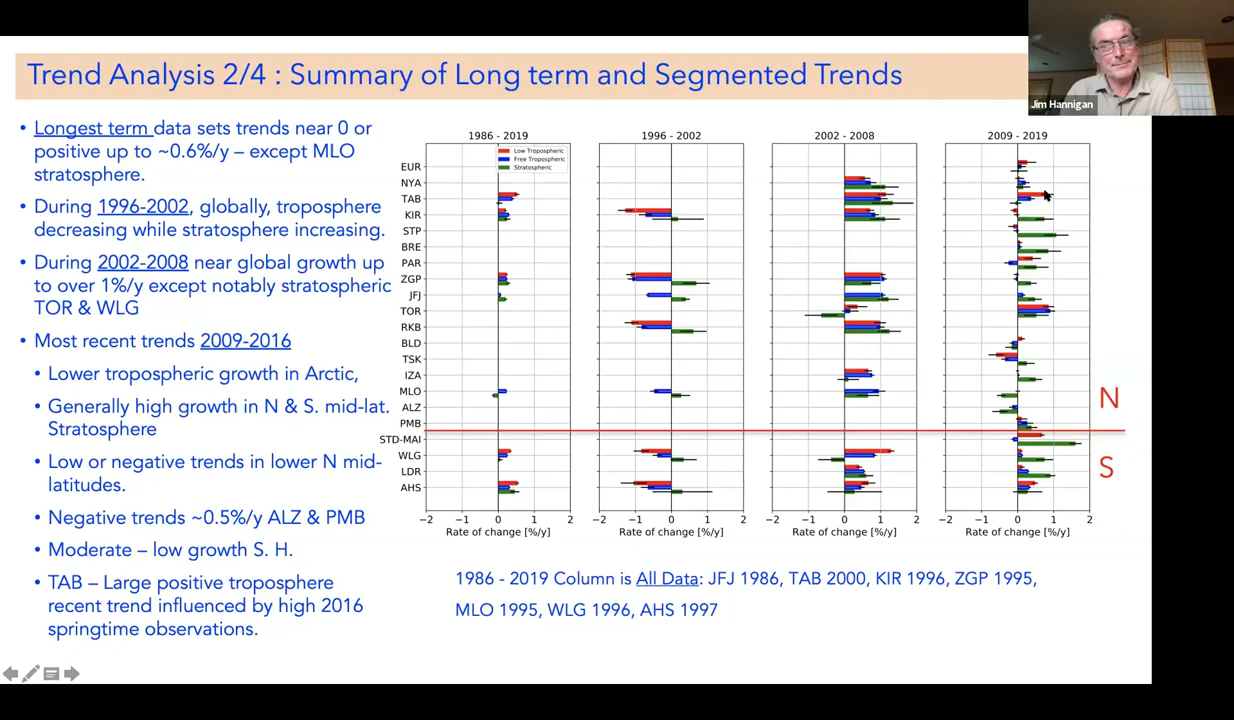 Trend Analysis 2/4 : Summary of Long term and Segmented Trends
Jim Hannigan
• Longest term data sets trends near 0 or
positive up to ~0.6%/y – except MLO
stratosphere.
• During 1996-2002, globally, troposphere
decreasing while stratosphere increasing.
• During 2002-2008 near global growth up
to over 1%/y except notably stratospheric
TOR & WLG
• Most recent trends 2009-2016
• Lower tropospheric growth in Arctic,
• Generally high growth in N & S. mid-lat.
Stratosphere
• Low or negative trends in lower N mid-
latitudes.
• Negative trends ~0.5%/y ALZ & PMB
• Moderate – low growth S. H.
• TAB – Large positive troposphere
recent trend influenced by high 2016
springtime observations.
1986 - 2019
1996 - 2002
2002 - 2008
2009 - 2019
Low Tropospheric
Free Tropospheric
Stratospheric
EUR
NYA
TAB
KIR
STP
BRE
PAR
ZGP
JFJ
TOR
RKB
BLD
TSK
IZA
MLO
ALZ
PMB
STD-MAI
WLG
LDR
AHS
N
S
−2 −1 0 1 2
−2 −1 0 1 2
−2 −1 0 1 2
−2 −1 0 1 2
Rate of change [%/y]
Rate of change [%/y]
Rate of change [%/y]
Rate of change [%/y]
1986 - 2019 Column is All Data: JFJ 1986, TAB 2000, KIR 1996, ZGP 1995,
MLO 1995, WLG 1996, AHS 1997